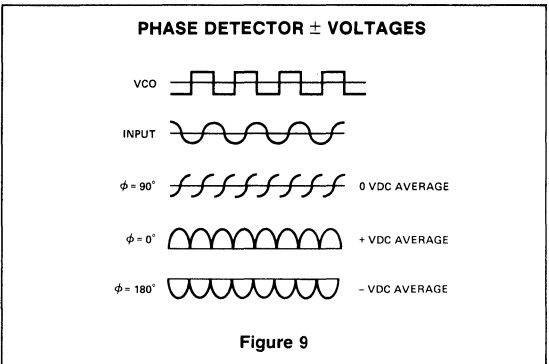 PHASE DETECTOR ± VOLTAGES
VCO
INPUT
ϕ = 90° 0 VDC AVERAGE
ϕ = 0° + VDC AVERAGE
ϕ = 180° – VDC AVERAGE
Figure 9